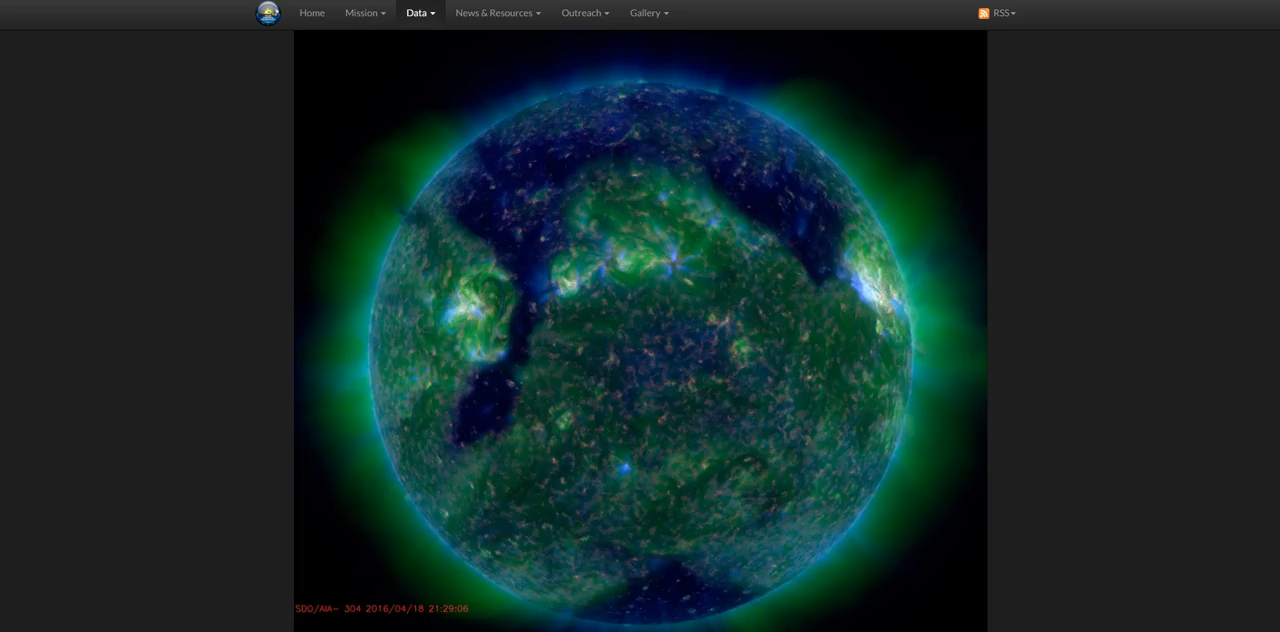 Home Mission Data News & Resources Outreach Gallery RSS
SDO/AIA- 304 2016/04/18 21:29:06